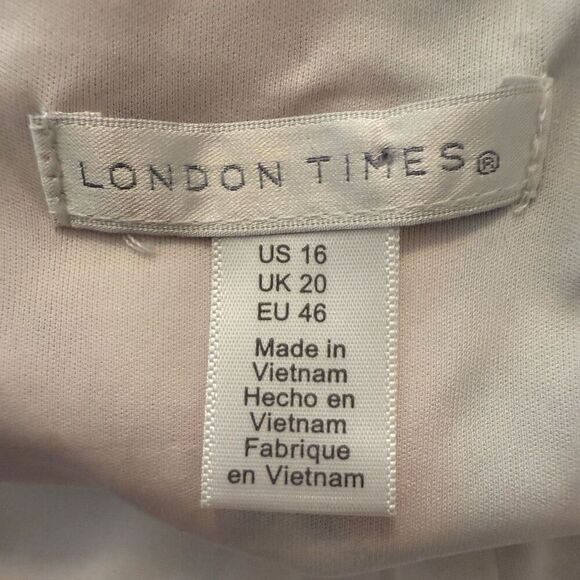 LONDON TIMES®
US 16
UK 20
EU 46
Made in
Vietnam
Hecho en
Vietnam
Fabrique
en Vietnam